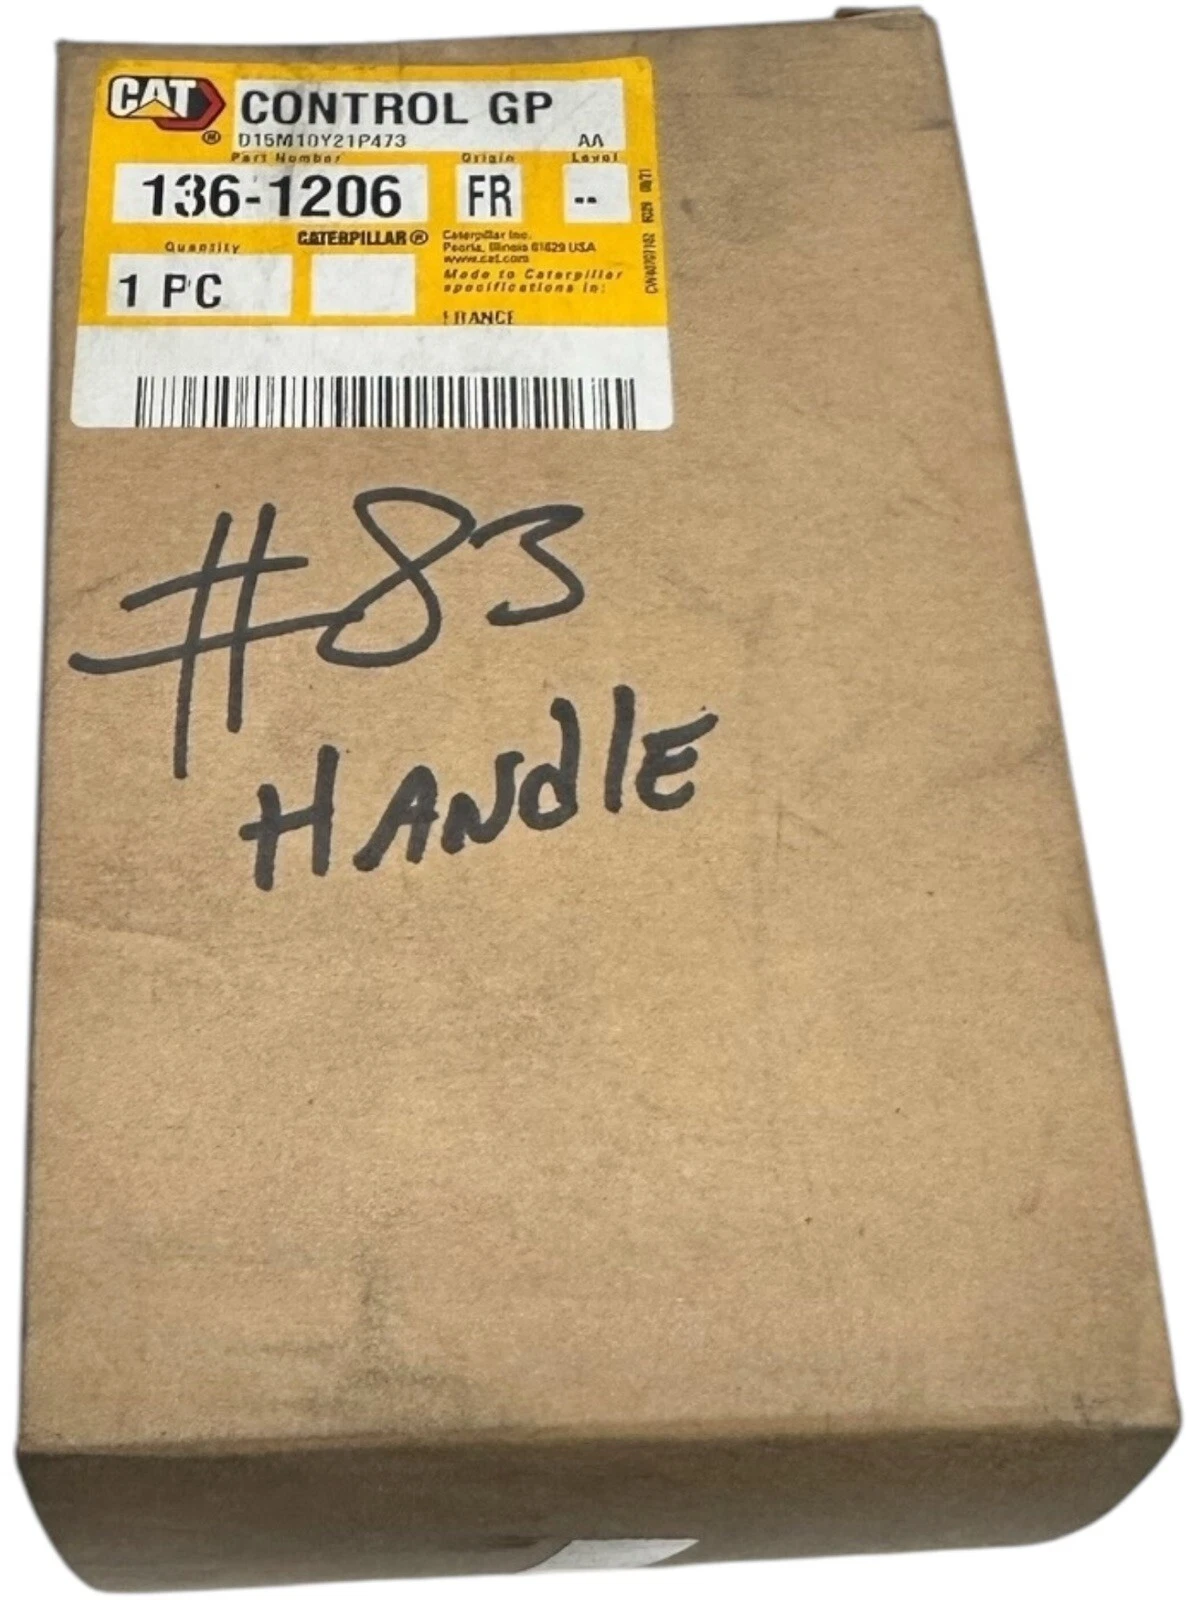 CAT
CONTROL GP
®
D15M10Y21P473 AA
Part Number Origin Level
136-1206 FR --
Quantity CATERPILLAR®
1 PC
Caterpillar Inc.
Peoria, Illinois 61629 USA
www.cat.com
Made to Caterpillar
specifications in:
FRANCE
#83
HANdlE